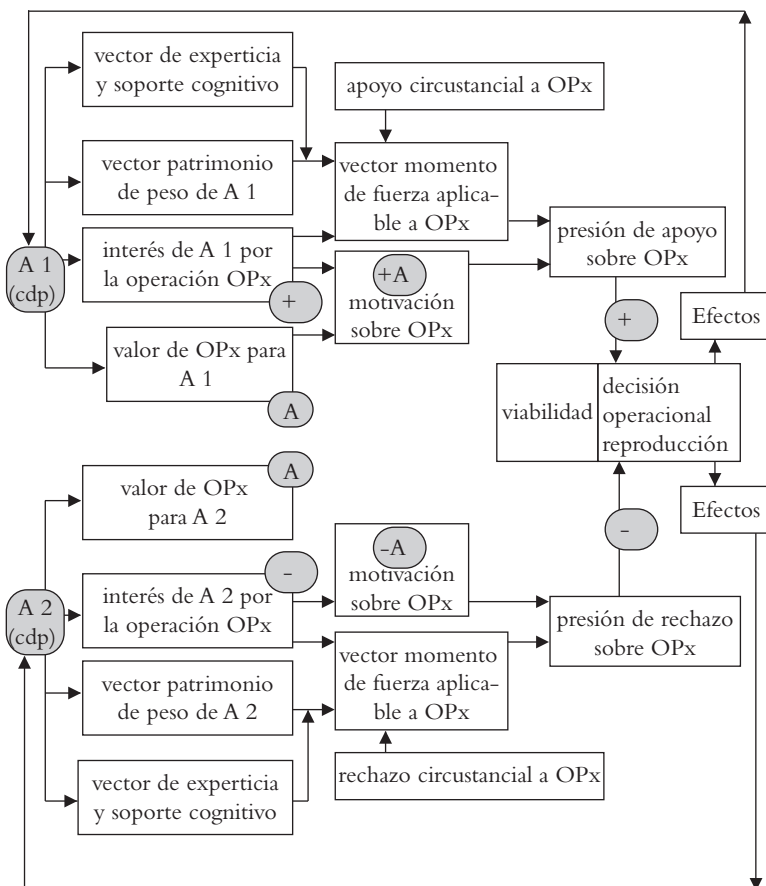 vector de experticia
y soporte cognitivo
apoyo circustancial a OPx
vector patrimonio
de peso de A 1
vector momento
de fuerza aplica-
ble a OPx
A 1
(cdp)
interés de A 1 por
la operación OPx
+
+A
motivación
sobre OPx
presión de apoyo
sobre OPx
+
Efectos
valor de OPx para
A 1
A
viabilidad
decisión
operacional
reproducción
valor de OPx
para A 2
A
Efectos
-
A 2
(cdp)
interés de A 2 por
la operación OPx
-
-A
motivación
sobre OPx
presión de rechazo
sobre OPx
vector patrimonio
de peso de A 2
vector momento
de fuerza aplica-
ble a OPx
vector de experticia
y soporte cognitivo
rechazo circustancial a OPx